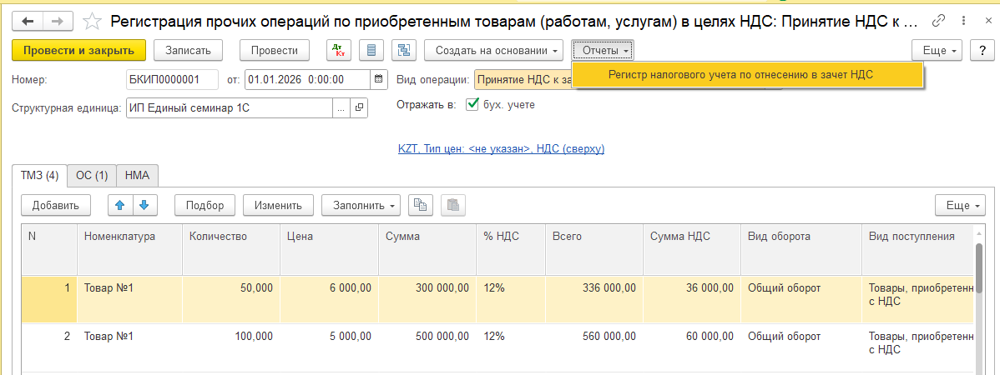 Регистрация прочих операций по приобретенным товарам (работам, услугам) в целях НДС: Принятие НДС к ...
Провести и закрыть Записать Провести Дт Кт Создать на основании Отчеты Еще ?
Регистр налогового учета по отнесению в зачет НДС
Номер: БКИП0000001 от: 01.01.2026 0:00:00 Вид операции: Принятие НДС к за
Структурная единица: ИП Единый семинар 1С ... Отражать в: бух. учете
KZT, Тип цен: <не указан>, НДС (сверху)
ТМЗ (4) ОС (1) НМА
Добавить Подбор Изменить Заполнить Еще
N Номенклатура Количество Цена Сумма % НДС Всего Сумма НДС Вид оборота Вид поступления
1 Товар №1 50,000 6 000,00 300 000,00 12% 336 000,00 36 000,00 Общий оборот Товары, приобретенн
с НДС
2 Товар №1 100,000 5 000,00 500 000,00 12% 560 000,00 60 000,00 Общий оборот Товары, приобретенн
с НДС